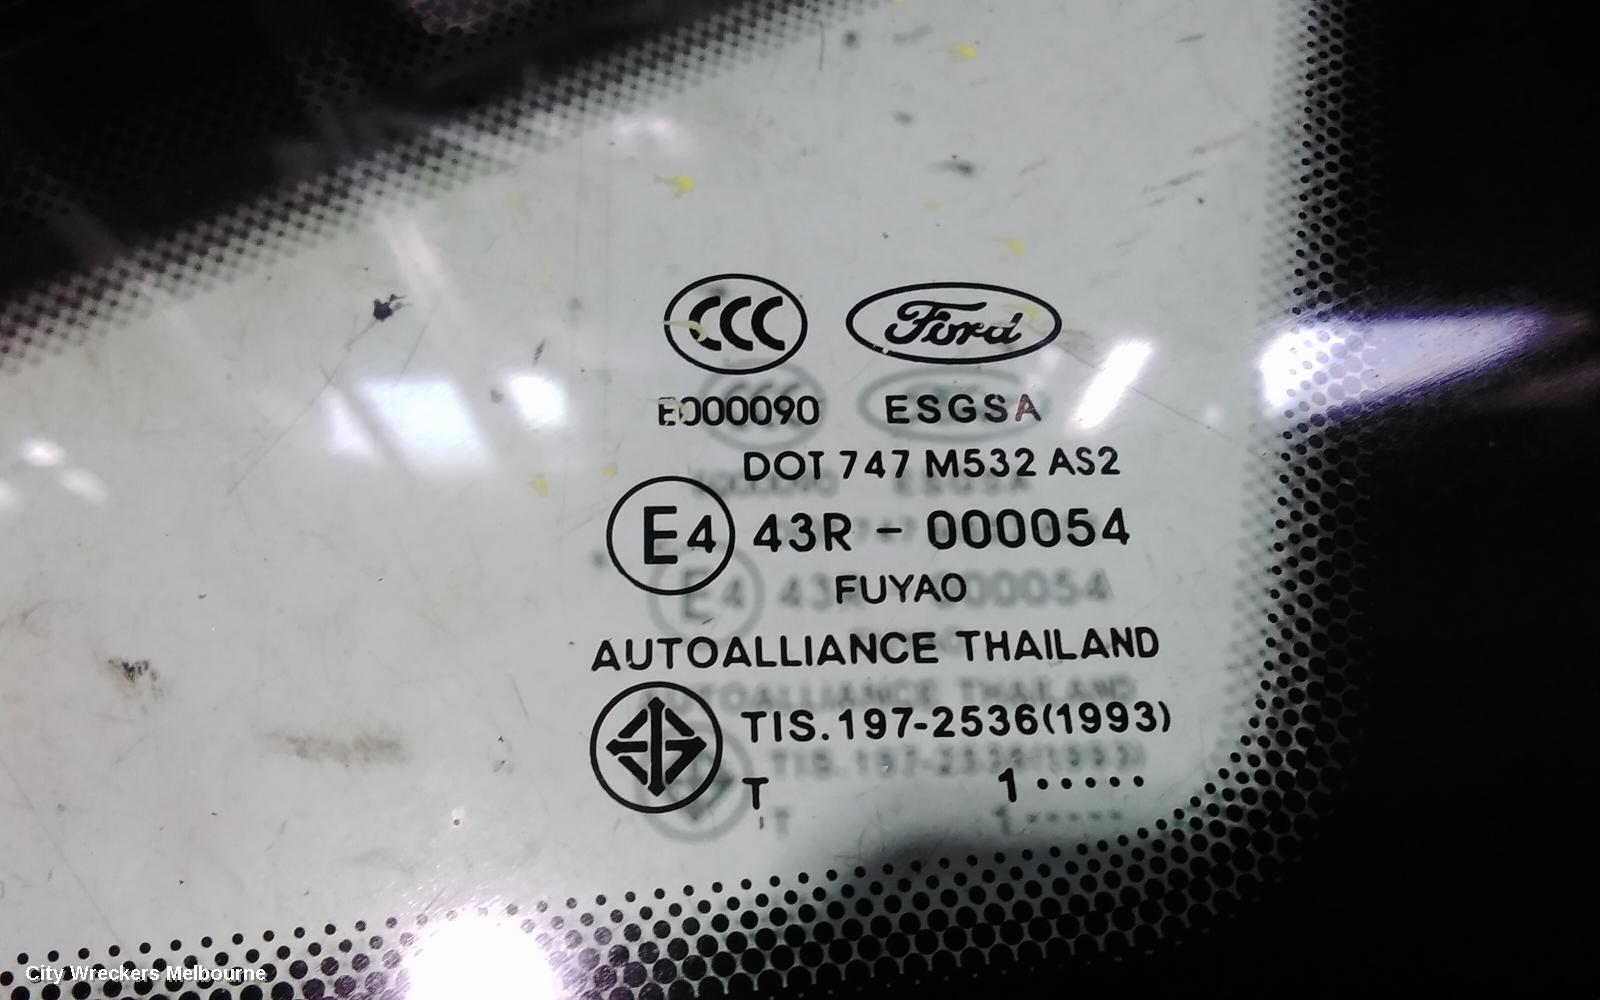 CCC Ford
E000090 ESGSA
DOT 747 M532 AS2
E4 43R - 000054
FUYAO
AUTOALLIANCE THAILAND
TIS.197-2536(1993)
T 1·····
City Wreckers Melbourne